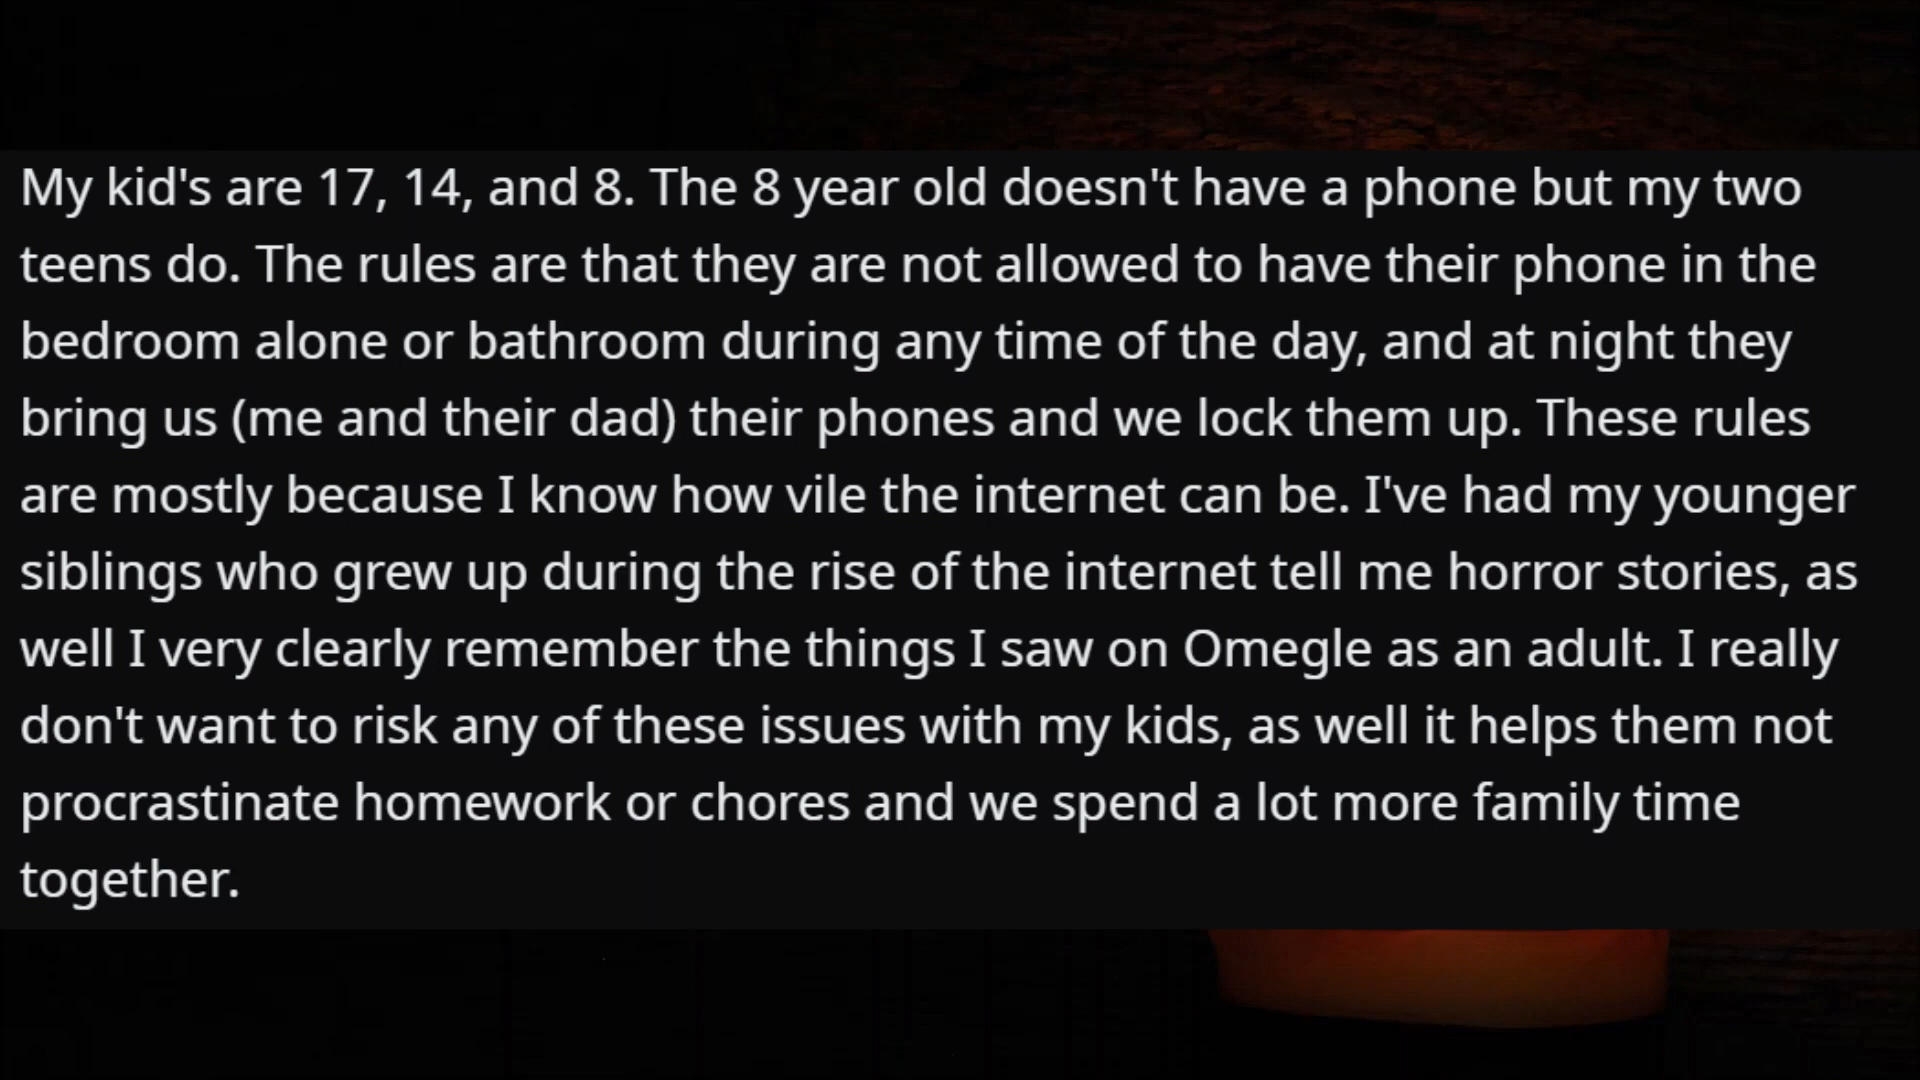 My kid's are 17, 14, and 8. The 8 year old doesn't have a phone but my two
teens do. The rules are that they are not allowed to have their phone in the
bedroom alone or bathroom during any time of the day, and at night they
bring us (me and their dad) their phones and we lock them up. These rules
are mostly because I know how vile the internet can be. I've had my younger
siblings who grew up during the rise of the internet tell me horror stories, as
well I very clearly remember the things I saw on Omegle as an adult. I really
don't want to risk any of these issues with my kids, as well it helps them not
procrastinate homework or chores and we spend a lot more family time
together.